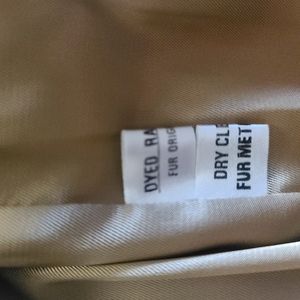 DYED RA
FUR ORIG
DRY CLE
FUR MET